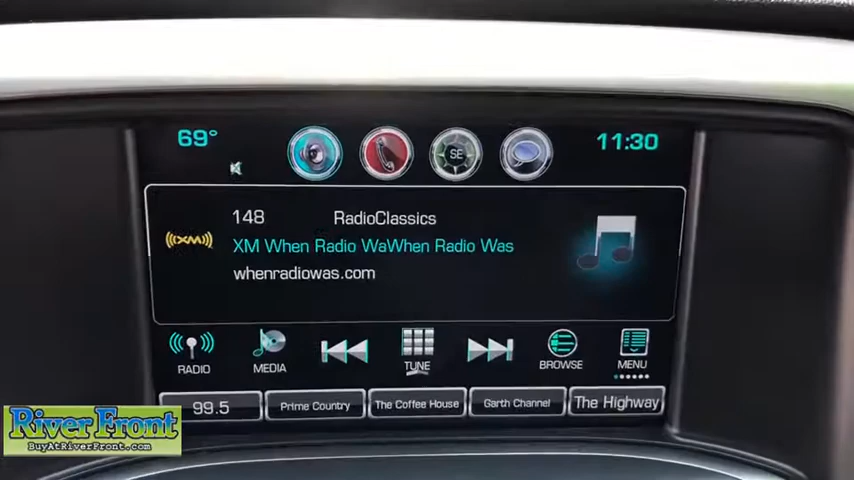 69°
SE
11:30
148
RadioClassics
XM
XM When Radio WaWhen Radio Was
whenradiowas.com
RADIO
MEDIA
TUNE
BROWSE
MENU
99.5
Prime Country
The Coffee House
Garth Channel
The Highway
River Front
BuyAtRiverFront.com